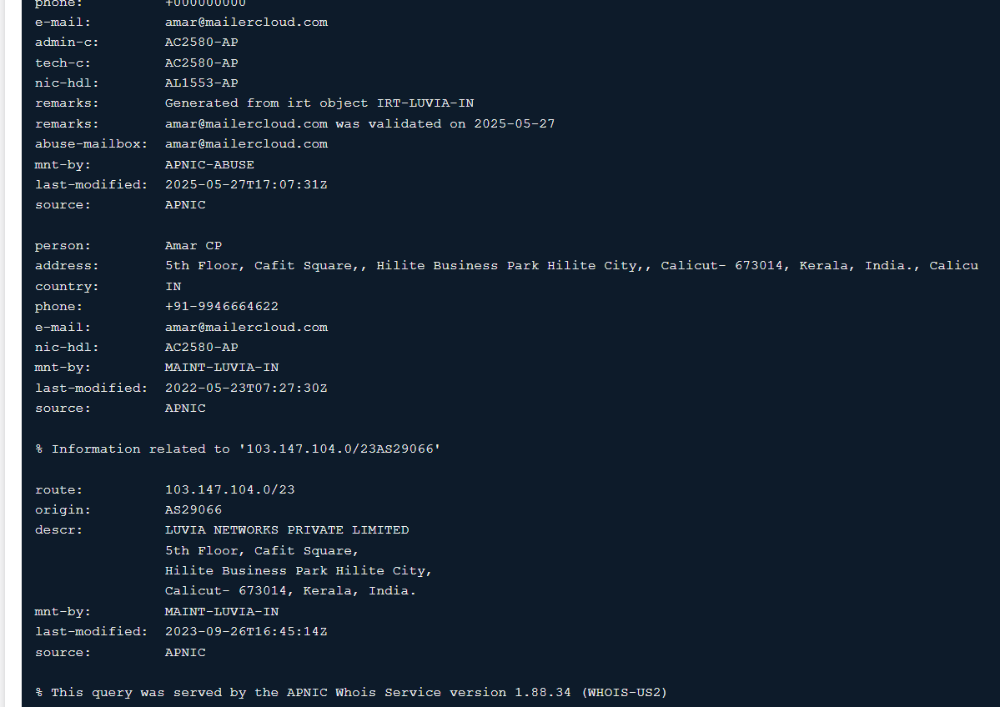 phone: +000000000
e-mail: amar@mailercloud.com
admin-c: AC2580-AP
tech-c: AC2580-AP
nic-hdl: AL1553-AP
remarks: Generated from irt object IRT-LUVIA-IN
remarks: amar@mailercloud.com was validated on 2025-05-27
abuse-mailbox: amar@mailercloud.com
mnt-by: APNIC-ABUSE
last-modified: 2025-05-27T17:07:31Z
source: APNIC
person: Amar CP
address: 5th Floor, Cafit Square,, Hilite Business Park Hilite City,, Calicut- 673014, Kerala, India., Calicu
country: IN
phone: +91-9946664622
e-mail: amar@mailercloud.com
nic-hdl: AC2580-AP
mnt-by: MAINT-LUVIA-IN
last-modified: 2022-05-23T07:27:30Z
source: APNIC
% Information related to '103.147.104.0/23AS29066'
route: 103.147.104.0/23
origin: AS29066
descr: LUVIA NETWORKS PRIVATE LIMITED
5th Floor, Cafit Square,
Hilite Business Park Hilite City,
Calicut- 673014, Kerala, India.
mnt-by: MAINT-LUVIA-IN
last-modified: 2023-09-26T16:45:14Z
source: APNIC
% This query was served by the APNIC Whois Service version 1.88.34 (WHOIS-US2)